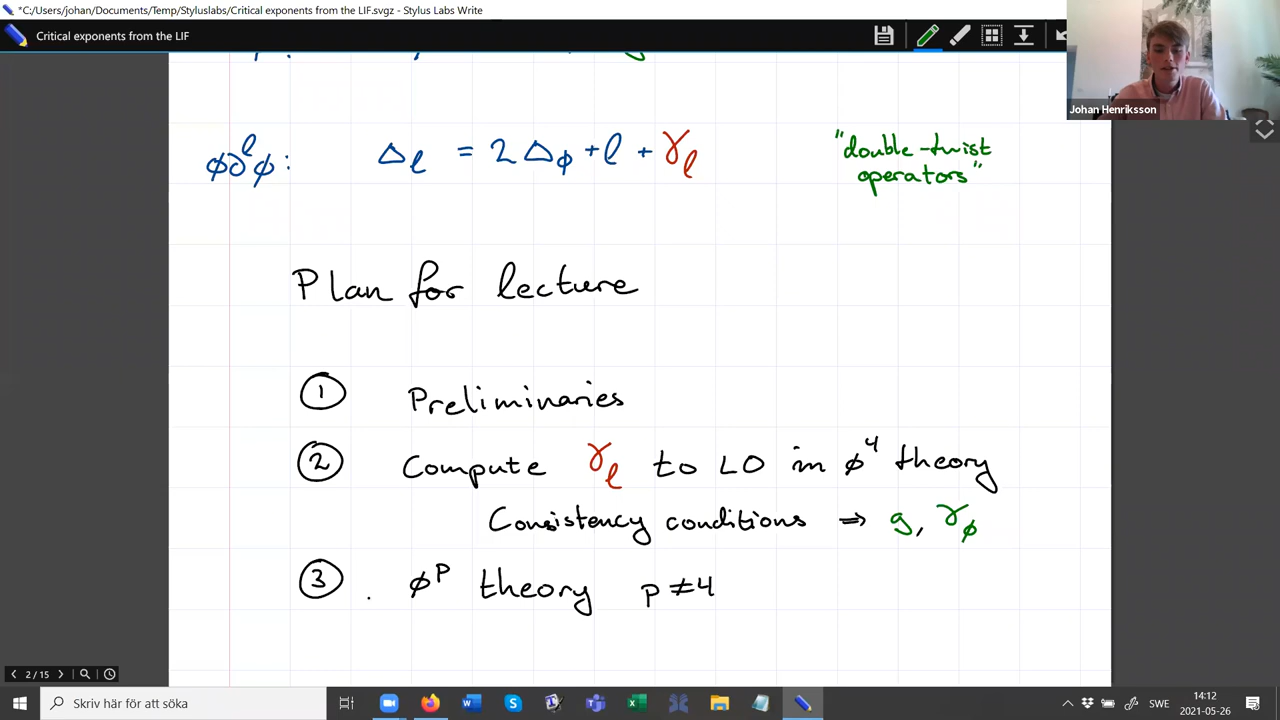 *C:/Users/johan/Documents/Temp/Styluslabs/Critical exponents from the LIF.svgz - Stylus Labs Write
Critical exponents from the LIF
Johan Henriksson
ϕ∂^ℓϕ: Δ_ℓ = 2Δ_ϕ + ℓ + γ_ℓ
"double-twist
operators"
Plan for lecture
① Preliminaries
② Compute γ_ℓ to LO in ϕ^4 theory
Consistency conditions ⇒ g, γ_ϕ
③ . ϕ^p theory p≠4
2 / 15
Skriv här för att söka
SWE
14:12
2021-05-26